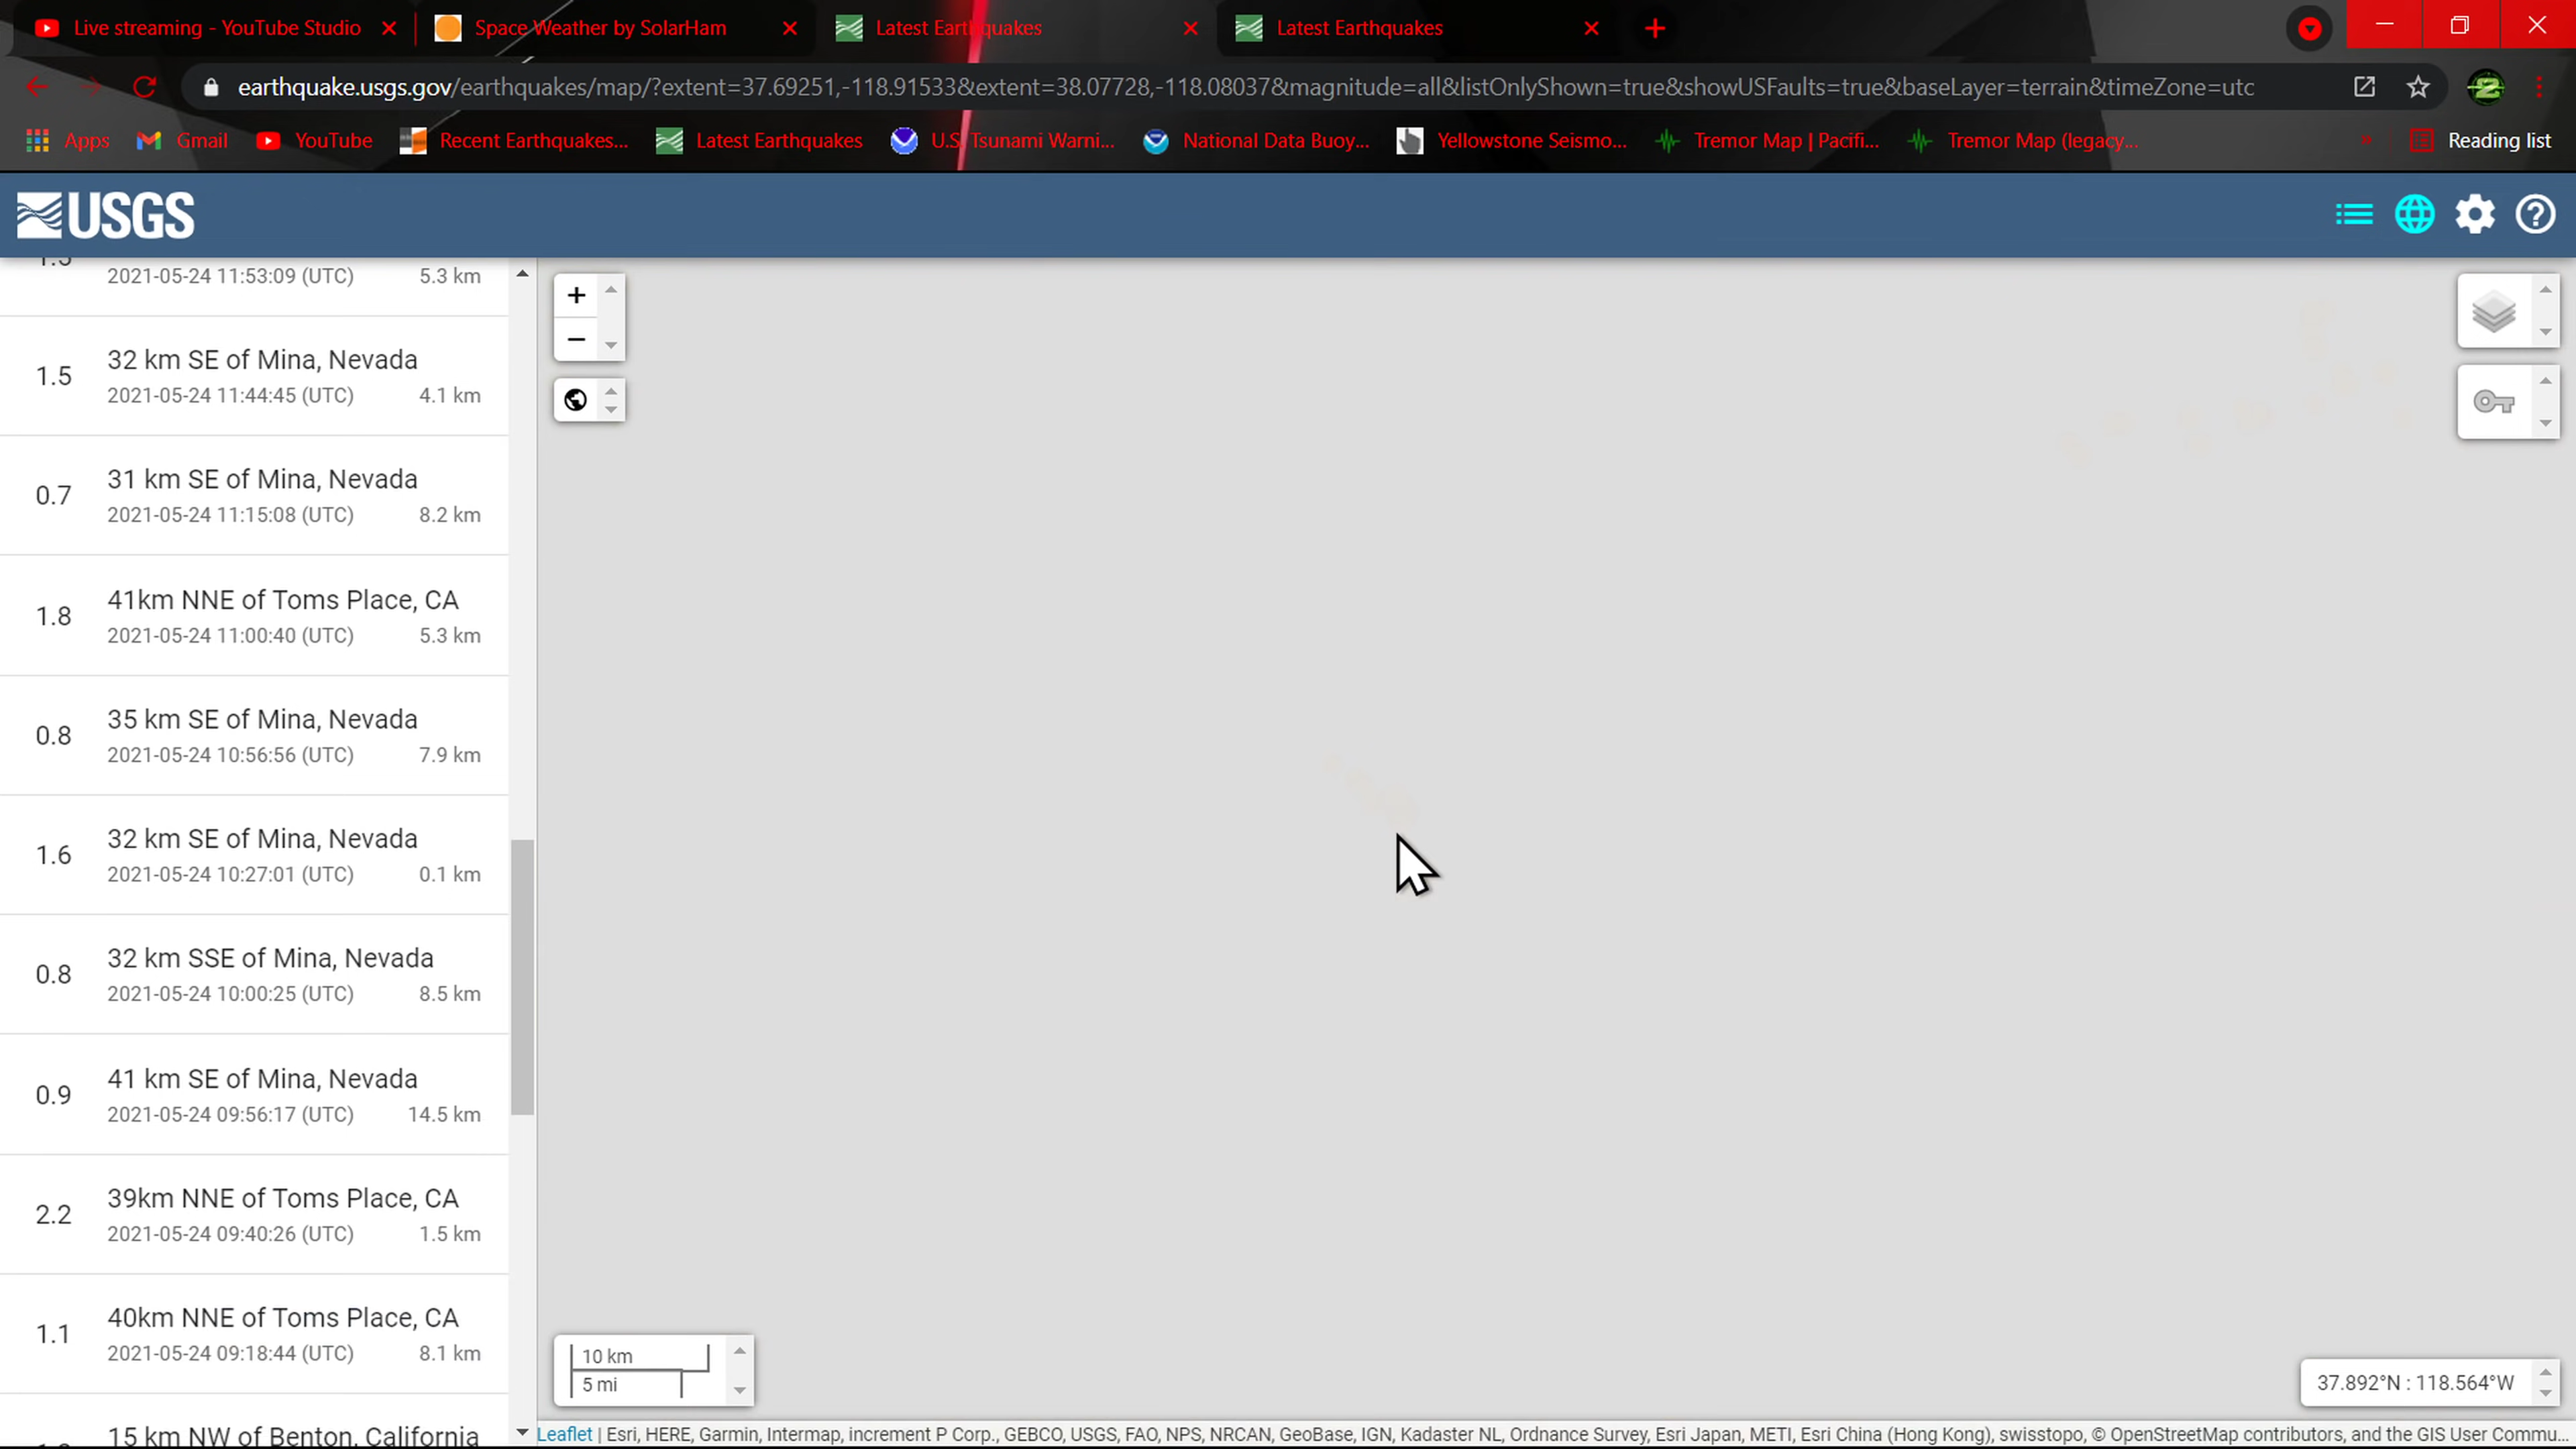 Live streaming - YouTube Studio
Space Weather by SolarHam
Latest Earthquakes
Latest Earthquakes
earthquake.usgs.gov/earthquakes/map/?extent=37.69251,-118.91533&extent=38.07728,-118.08037&magnitude=all&listOnlyShown=true&showUSFaults=true&baseLayer=terrain&timeZone=utc
Apps
Gmail
YouTube
Recent Earthquakes...
Latest Earthquakes
U.S. Tsunami Warni...
National Data Buoy...
Yellowstone Seismo...
Tremor Map | Pacifi...
Tremor Map (legacy...
Reading list
USGS
2021-05-24 11:53:09 (UTC) 5.3 km
1.5 32 km SE of Mina, Nevada
2021-05-24 11:44:45 (UTC) 4.1 km
0.7 31 km SE of Mina, Nevada
2021-05-24 11:15:08 (UTC) 8.2 km
1.8 41km NNE of Toms Place, CA
2021-05-24 11:00:40 (UTC) 5.3 km
0.8 35 km SE of Mina, Nevada
2021-05-24 10:56:56 (UTC) 7.9 km
1.6 32 km SE of Mina, Nevada
2021-05-24 10:27:01 (UTC) 0.1 km
0.8 32 km SSE of Mina, Nevada
2021-05-24 10:00:25 (UTC) 8.5 km
0.9 41 km SE of Mina, Nevada
2021-05-24 09:56:17 (UTC) 14.5 km
2.2 39km NNE of Toms Place, CA
2021-05-24 09:40:26 (UTC) 1.5 km
1.1 40km NNE of Toms Place, CA
2021-05-24 09:18:44 (UTC) 8.1 km
15 km NW of Benton, California
10 km
5 mi
37.892°N : 118.564°W
Leaflet | Esri, HERE, Garmin, Intermap, increment P Corp., GEBCO, USGS, FAO, NPS, NRCAN, GeoBase, IGN, Kadaster NL, Ordnance Survey, Esri Japan, METI, Esri China (Hong Kong), swisstopo, © OpenStreetMap contributors, and the GIS User Commu...